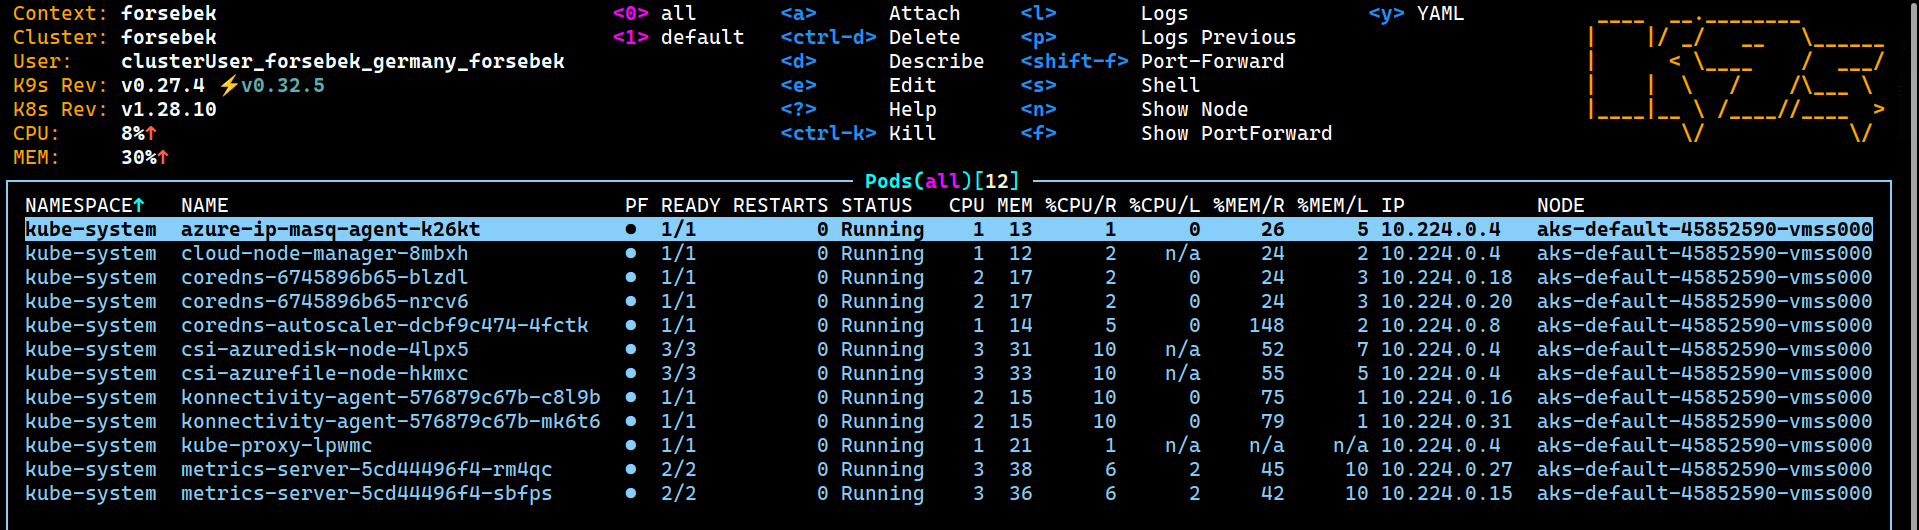 Context: forsebek <0> all <a> Attach <l> Logs <y> YAML
Cluster: forsebek <1> default <ctrl-d> Delete <p> Logs Previous
User: clusterUser_forsebek_germany_forsebek <d> Describe <shift-f> Port-Forward
K9s Rev: v0.27.4 ⚡v0.32.5 <e> Edit <s> Shell
K8s Rev: v1.28.10 <?> Help <n> Show Node
CPU: 8%↑ <ctrl-k> Kill <f> Show PortForward
MEM: 30%↑
Pods(all)[12]
NAMESPACE↑ NAME PF READY RESTARTS STATUS CPU MEM %CPU/R %CPU/L %MEM/R %MEM/L IP NODE
kube-system azure-ip-masq-agent-k26kt ● 1/1 0 Running 1 13 1 0 26 5 10.224.0.4 aks-default-45852590-vmss000
kube-system cloud-node-manager-8mbxh ● 1/1 0 Running 1 12 2 n/a 24 2 10.224.0.4 aks-default-45852590-vmss000
kube-system coredns-6745896b65-blzdl ● 1/1 0 Running 2 17 2 0 24 3 10.224.0.18 aks-default-45852590-vmss000
kube-system coredns-6745896b65-nrcv6 ● 1/1 0 Running 2 17 2 0 24 3 10.224.0.20 aks-default-45852590-vmss000
kube-system coredns-autoscaler-dcbf9c474-4fctk ● 1/1 0 Running 1 14 5 0 148 2 10.224.0.8 aks-default-45852590-vmss000
kube-system csi-azuredisk-node-4lpx5 ● 3/3 0 Running 3 31 10 n/a 52 7 10.224.0.4 aks-default-45852590-vmss000
kube-system csi-azurefile-node-hkmxc ● 3/3 0 Running 3 33 10 n/a 55 5 10.224.0.4 aks-default-45852590-vmss000
kube-system konnectivity-agent-576879c67b-c8l9b ● 1/1 0 Running 2 15 10 0 75 1 10.224.0.16 aks-default-45852590-vmss000
kube-system konnectivity-agent-576879c67b-mk6t6 ● 1/1 0 Running 2 15 10 0 79 1 10.224.0.31 aks-default-45852590-vmss000
kube-system kube-proxy-lpwmc ● 1/1 0 Running 1 21 1 n/a n/a n/a 10.224.0.4 aks-default-45852590-vmss000
kube-system metrics-server-5cd44496f4-rm4qc ● 2/2 0 Running 3 38 6 2 45 10 10.224.0.27 aks-default-45852590-vmss000
kube-system metrics-server-5cd44496f4-sbfps ● 2/2 0 Running 3 36 6 2 42 10 10.224.0.15 aks-default-45852590-vmss000